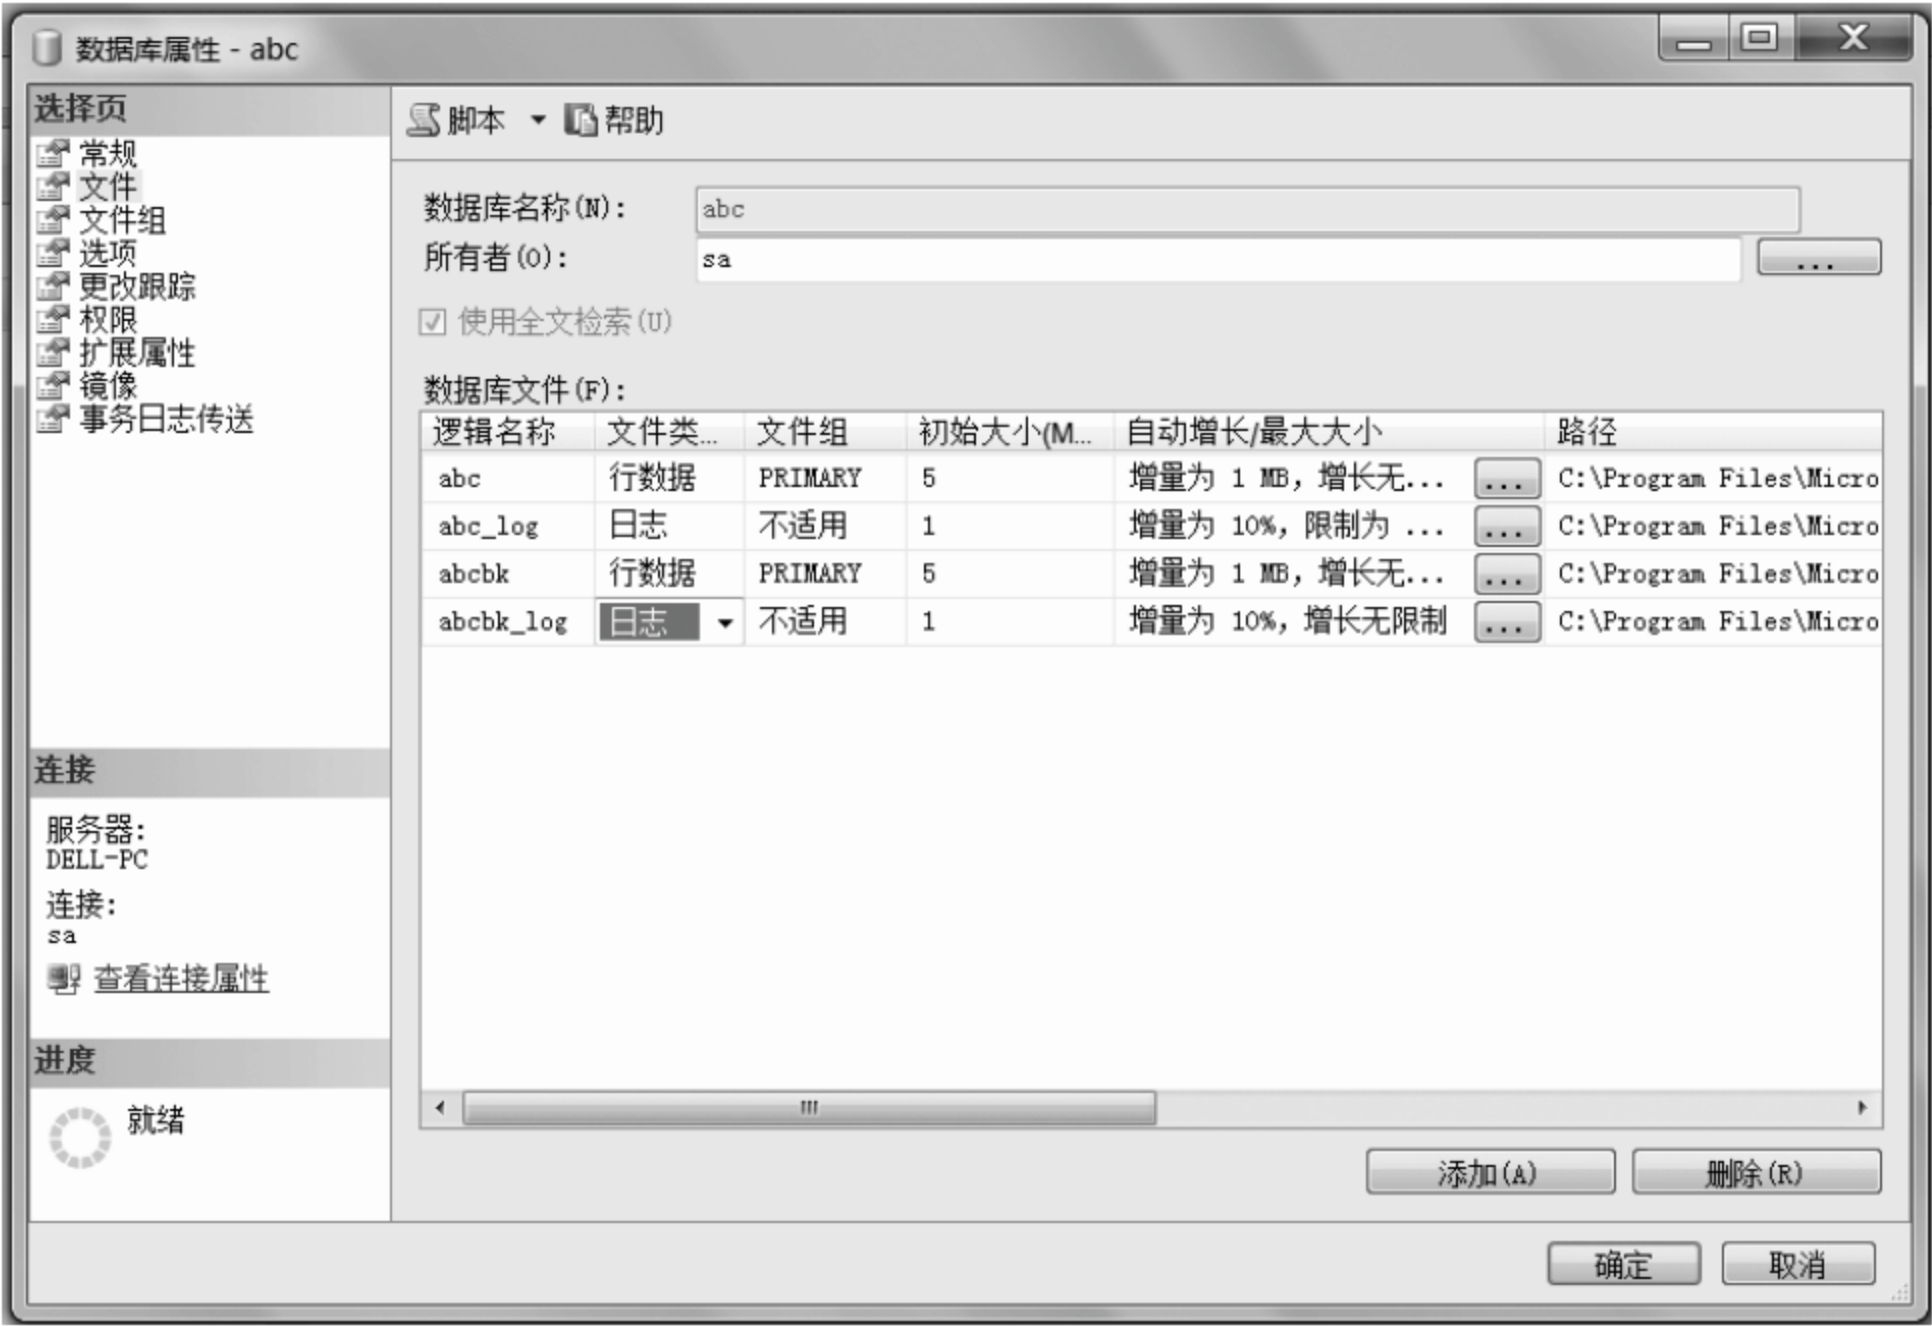 数据库属性 - abc
选择页
常规
文件
文件组
选项
更改跟踪
权限
扩展属性
镜像
事务日志传送
脚本 帮助
数据库名称(N): abc
所有者(O): sa ...
使用全文检索(U)
数据库文件(F):
逻辑名称 文件类... 文件组 初始大小(M... 自动增长/最大大小 路径
abc 行数据 PRIMARY 5 增量为 1 MB，增长无... ... C:\Program Files\Micro
abc_log 日志 不适用 1 增量为 10%，限制为 ... ... C:\Program Files\Micro
abcbk 行数据 PRIMARY 5 增量为 1 MB，增长无... ... C:\Program Files\Micro
abcbk_log 日志 不适用 1 增量为 10%，增长无限制 ... C:\Program Files\Micro
连接
服务器:
DELL-PC
连接:
sa
查看连接属性
进度
就绪
添加(A) 删除(R)
确定 取消